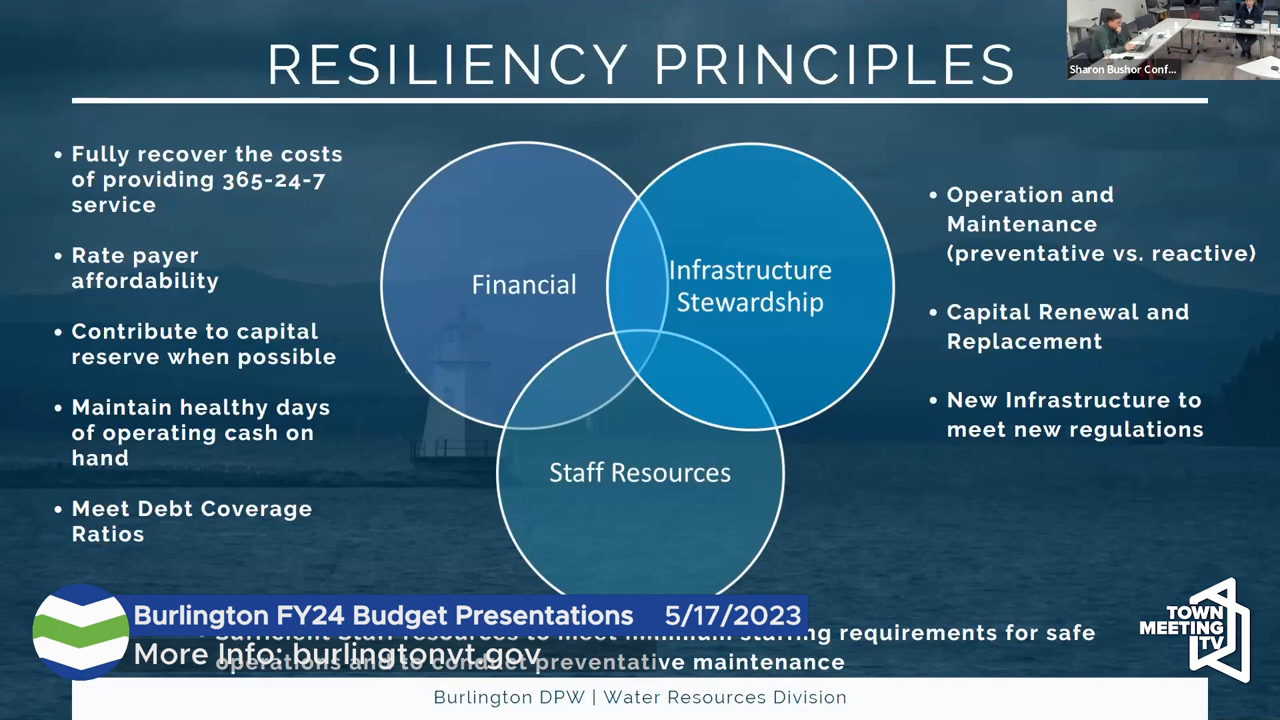 RESILIENCY PRINCIPLES
Sharon Bushor Conf...
• Fully recover the costs
of providing 365-24-7
service
• Rate payer
affordability
• Contribute to capital
reserve when possible
• Maintain healthy days
of operating cash on
hand
• Meet Debt Coverage
Ratios
Financial
Infrastructure
Stewardship
Staff Resources
• Operation and
Maintenance
(preventative vs. reactive)
• Capital Renewal and
Replacement
• New Infrastructure to
meet new regulations
Burlington FY24 Budget Presentations 5/17/2023
• Sufficient Staff resources to meet minimum staffing requirements for safe
More Info: burlingtonvt.gov
operations and to conduct preventative maintenance
TOWN
MEETING
TV
Burlington DPW | Water Resources Division